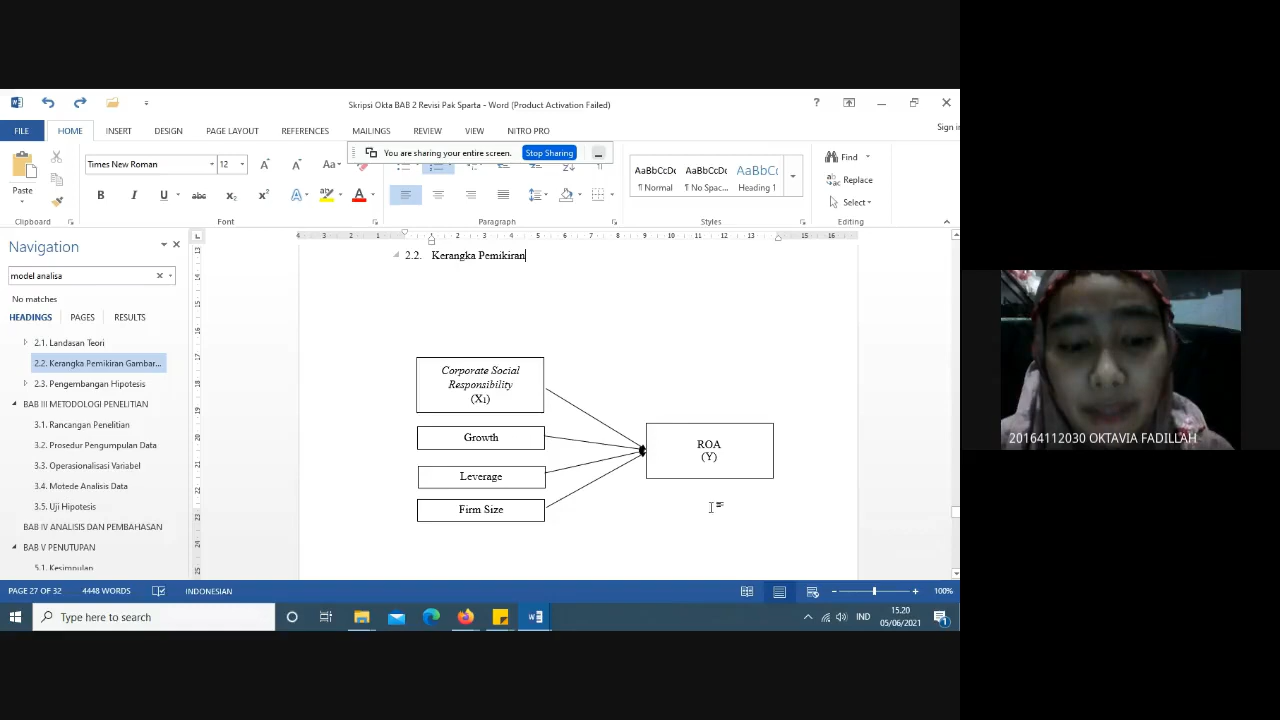 Skripsi Okta BAB 2 Revisi Pak Sparta - Word (Product Activation Failed)
FILE HOME INSERT DESIGN PAGE LAYOUT REFERENCES MAILINGS REVIEW VIEW NITRO PRO Sign in
You are sharing your entire screen. Stop Sharing
Times New Roman 12 Aa
Paste
B I U abc x₂ x² A A
AaBbCcDc AaBbCcDc AaBbCc
¶ Normal ¶ No Spac... Heading 1
Find
Replace
Select
Clipboard Font Paragraph Styles Editing
Navigation
model analisa
No matches
HEADINGS PAGES RESULTS
2.1. Landasan Teori
2.2. Kerangka Pemikiran Gambar...
2.3. Pengembangan Hipotesis
BAB III METODOLOGI PENELITIAN
3.1. Rancangan Penelitian
3.2. Prosedur Pengumpulan Data
3.3. Operasionalisasi Variabel
3.4. Motede Analisis Data
3.5. Uji Hipotesis
BAB IV ANALISIS DAN PEMBAHASAN
BAB V PENUTUPAN
5.1. Kesimpulan
2.2. Kerangka Pemikiran
Corporate Social
Responsibility
(X1)
Growth
Leverage
Firm Size
ROA
(Y)
20164112030 OKTAVIA FADILLAH
PAGE 27 OF 32 4448 WORDS INDONESIAN 100%
Type here to search
IND
15.20
05/06/2021
1